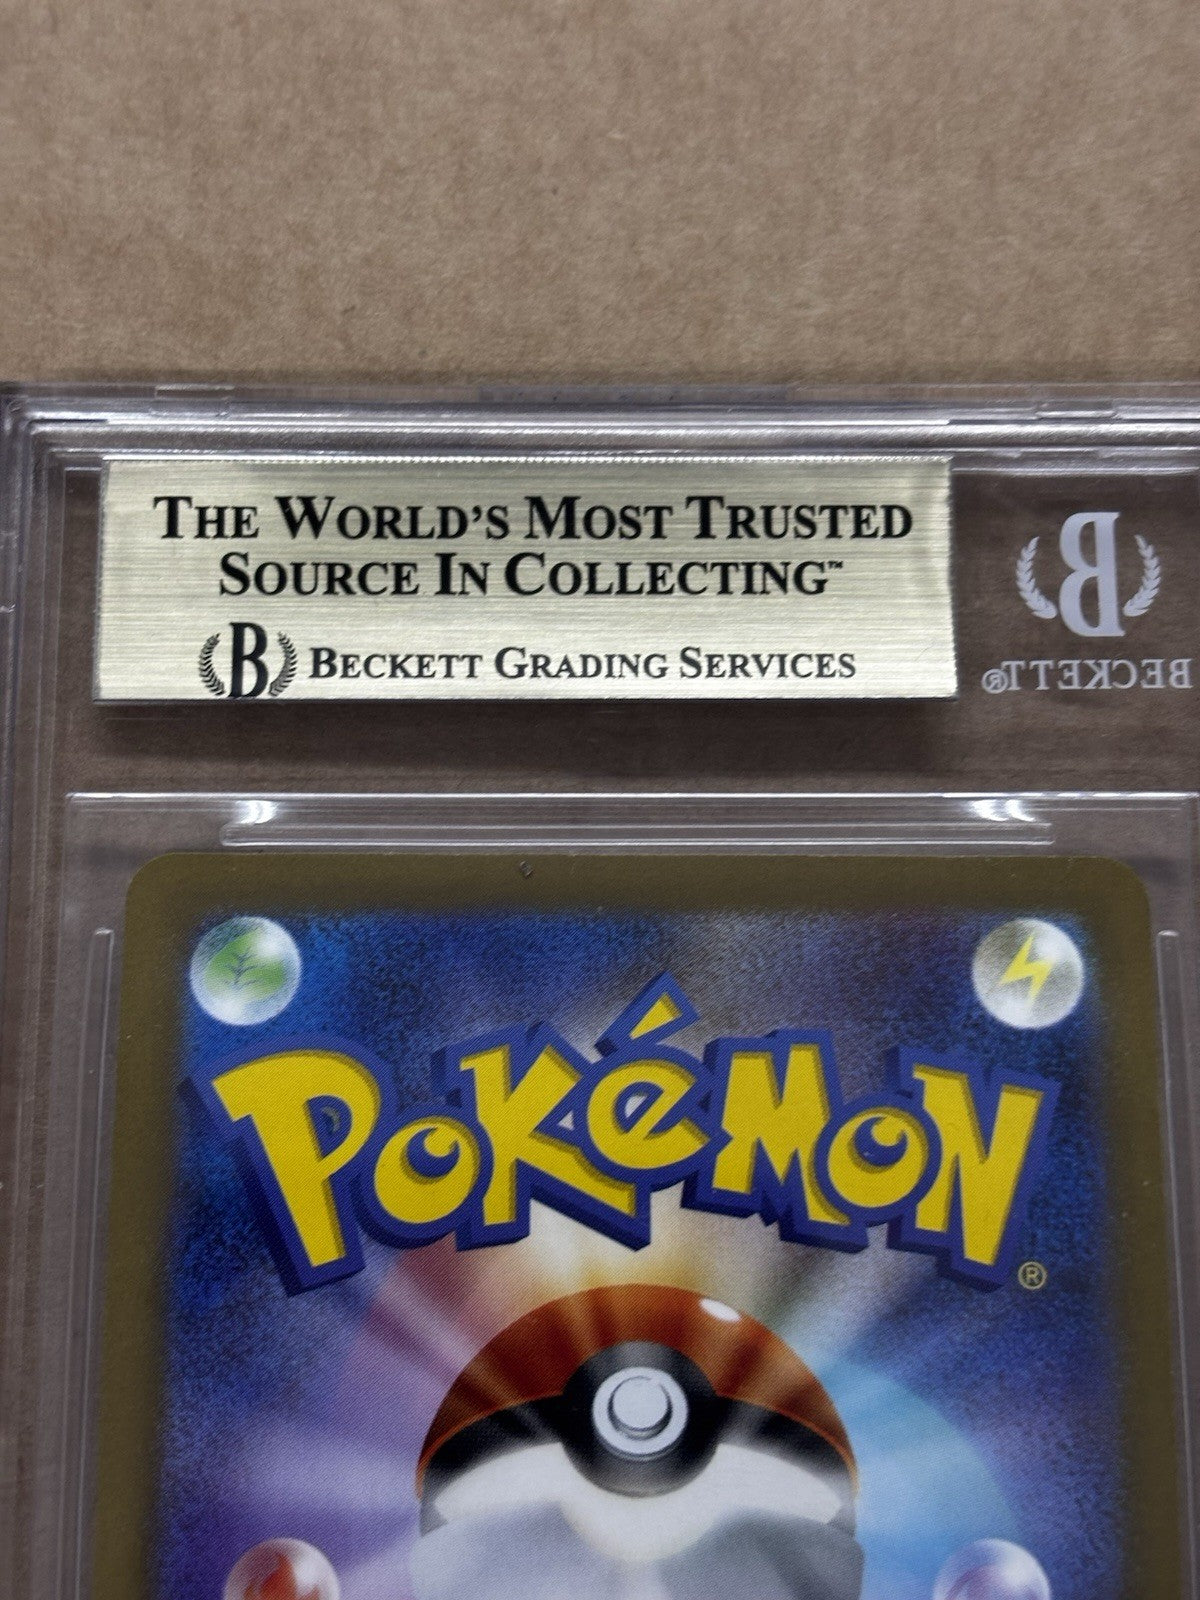 THE WORLD'S MOST TRUSTED
SOURCE IN COLLECTING™
B BECKETT GRADING SERVICES
B
BECKETT®
POKéMON
®